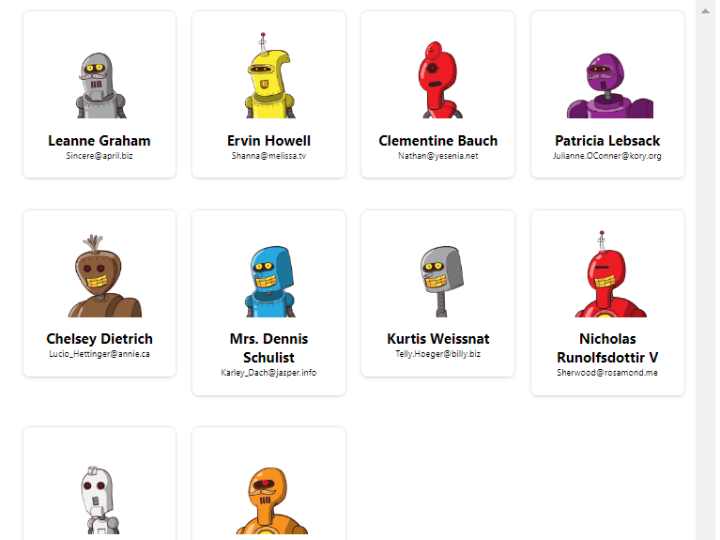 Leanne Graham
Sincere@april.biz
Ervin Howell
Shanna@melissa.tv
Clementine Bauch
Nathan@yesenia.net
Patricia Lebsack
Julianne.OConner@kory.org
Chelsey Dietrich
Lucio_Hettinger@annie.ca
Mrs. Dennis
Schulist
Karley_Dach@jasper.info
Kurtis Weissnat
Telly.Hoeger@billy.biz
Nicholas
Runolfsdottir V
Sherwood@rosamond.me